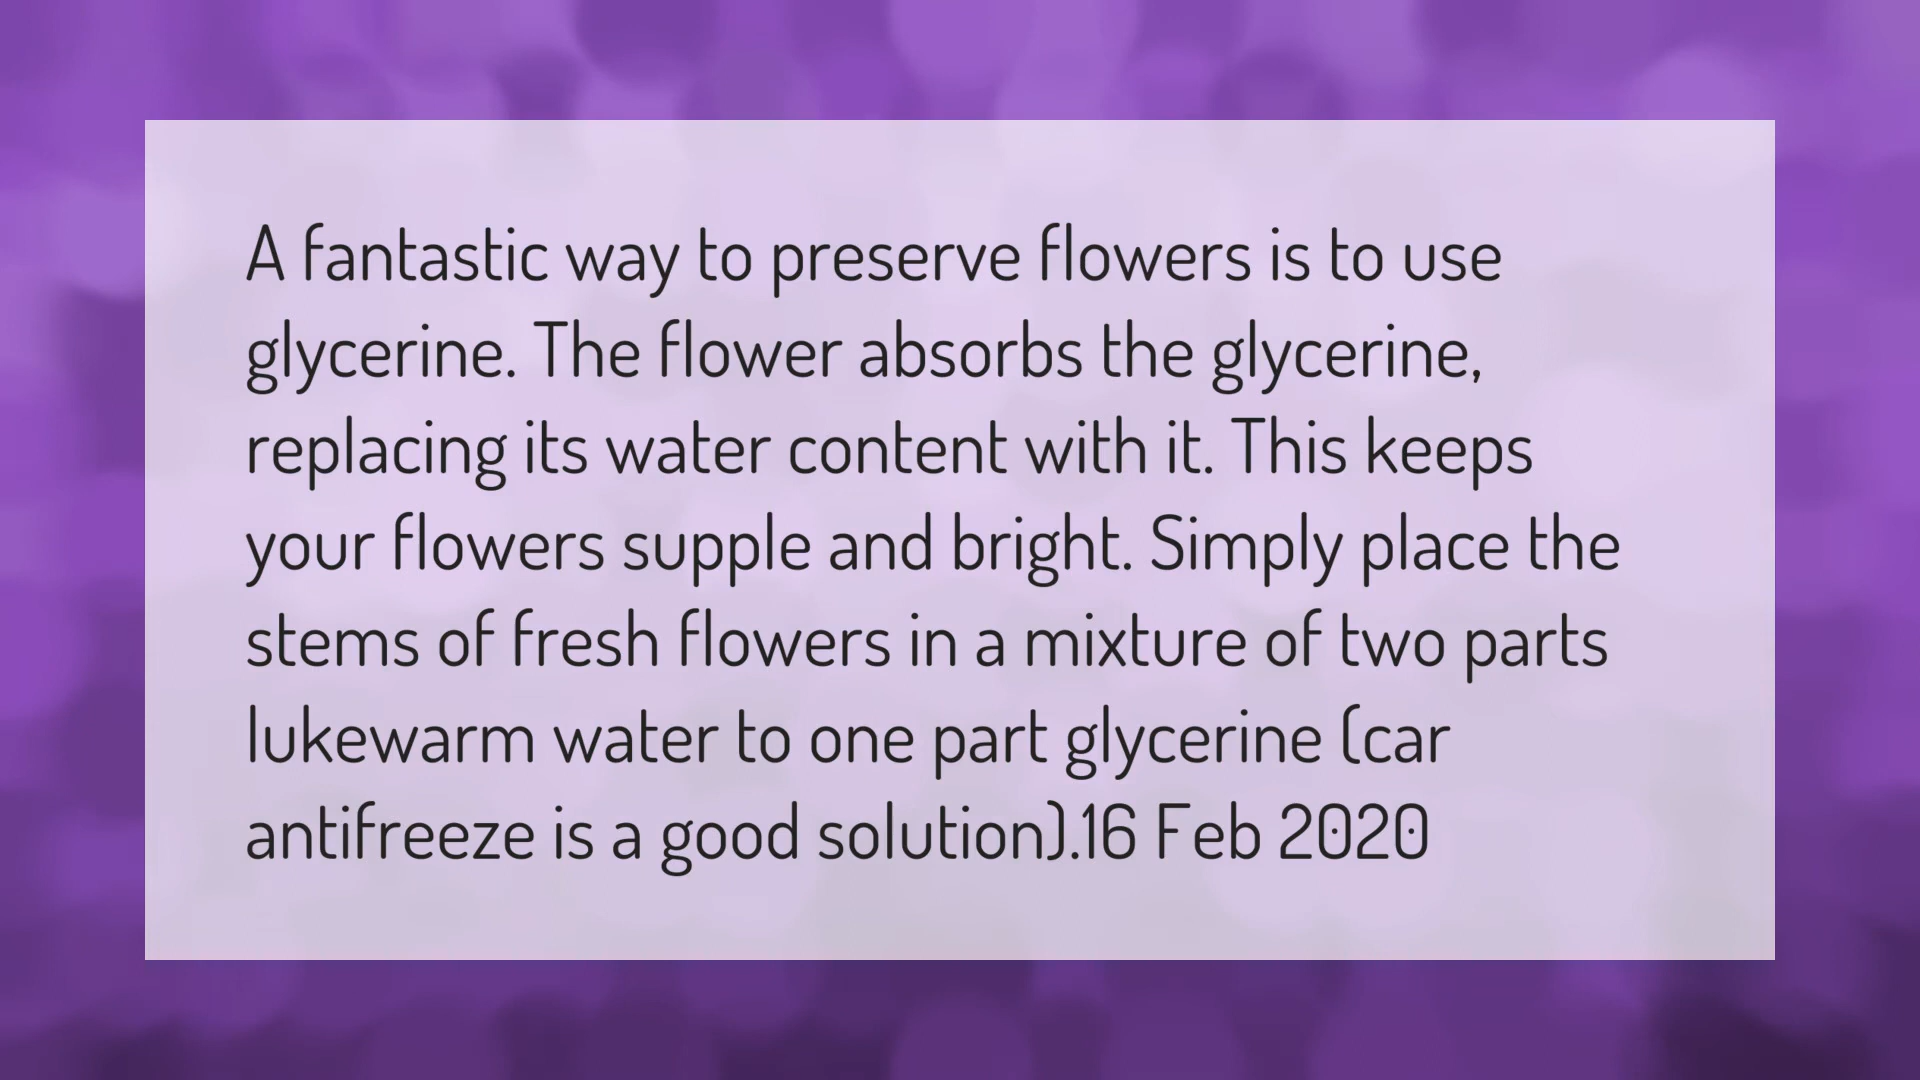 A fantastic way to preserve flowers is to use
glycerine. The flower absorbs the glycerine,
replacing its water content with it. This keeps
your flowers supple and bright. Simply place the
stems of fresh flowers in a mixture of two parts
lukewarm water to one part glycerine (car
antifreeze is a good solution).16 Feb 2020